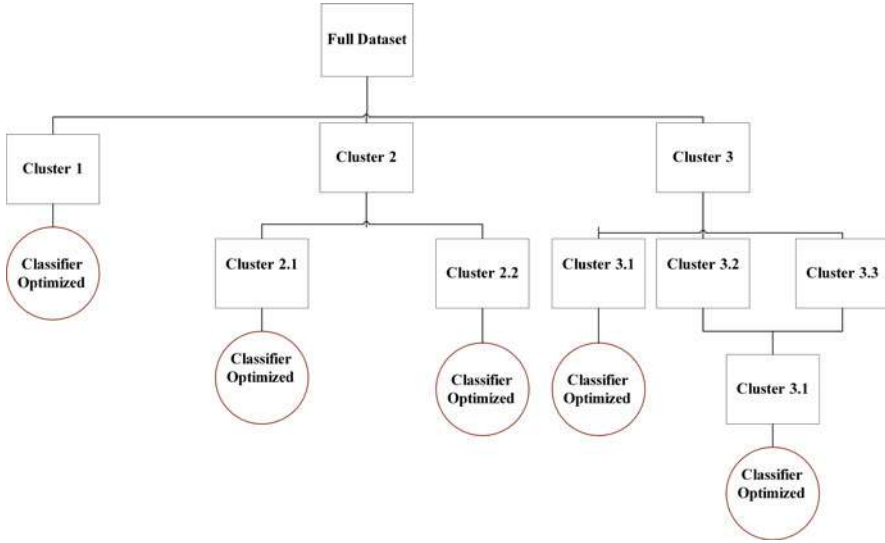 Full Dataset
Cluster 1
Cluster 2
Cluster 3
Classifier
Optimized
Cluster 2.1
Cluster 2.2
Cluster 3.1
Cluster 3.2
Cluster 3.3
Classifier
Optimized
Classifier
Optimized
Classifier
Optimized
Cluster 3.1
Classifier
Optimized